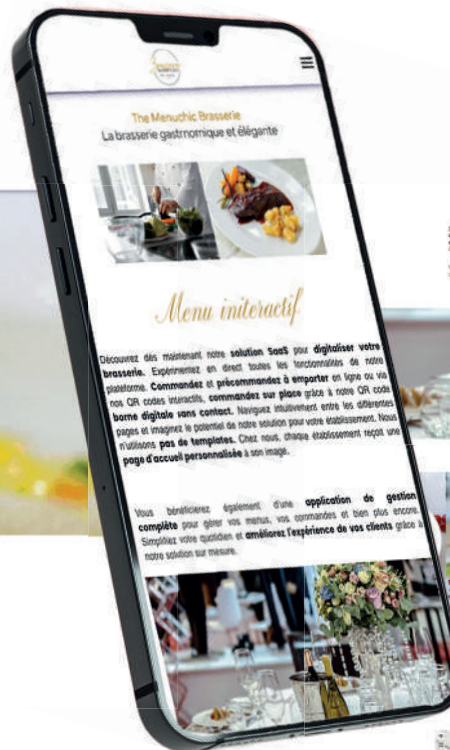 The Menuchic Brasserie
La brasserie gastrnomique et élégante
Menu initeractif
Découvrez dès maintenant notre solution SaaS pour digitaliser votre
brasserie. Expérimentez en direct toutes les fonctionnalités de notre
plateforme. Commandez et précommandez à emporter en ligne ou via
nos QR codes interactifs, commandez sur place grâce à notre QR code
borne digitale sans contact. Naviguez intuitivement entre les différentes
pages et imaginez le potentiel de notre solution pour votre établissement. Nous
n'utilisons pas de templates. Chez nous, chaque établissement reçoit une
page d'accueil personnalisée à son image.
Vous bénéficierez également d'une application de gestion
complète pour gérer vos menus, vos commandes et bien plus encore.
Simplifiez votre quotidien et améliorez l'expérience de vos clients grâce à
notre solution sur mesure.